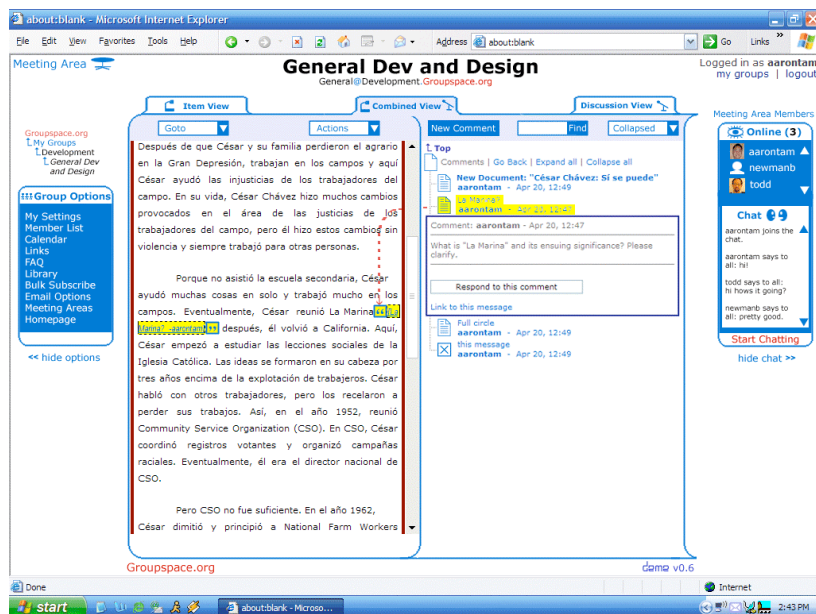 about:blank - Microsoft Internet Explorer
File Edit View Favorites Tools Help
Address about:blank
Go Links »
Meeting Area
General Dev and Design
General@Development.Groupspace.org
Logged in as aarontam
my groups | logout
Item View
Combined View
Discussion View
Groupspace.org
My Groups
Development
General Dev
and Design
Group Options
My Settings
Member List
Calendar
Links
FAQ
Library
Bulk Subscribe
Email Options
Meeting Areas
Homepage
<< hide options
Goto
Actions
Después de que César y su familia perdieron el agrario
en la Gran Depresión, trabajan en los campos y aquí
César ayudó las injusticias de los trabajadores del
campo. En su vida, César Chávez hizo muchos cambios
provocados en el área de las justicias de los
trabajadores del campo, pero él hizo estos cambios sin
violencia y siempre trabajó para otras personas.
Porque no asistió la escuela secundaria, César
ayudó muchas cosas en solo y trabajó mucho en los
campos. Eventualmente, César reunió La Marina [La
Marina? -aarontam] después, él volvió a California. Aquí,
César empezó a estudiar las lecciones sociales de la
Iglesia Católica. Las ideas se formaron en su cabeza por
tres años encima de la explotación de trabajeros. César
habló con otros trabajadores, pero los recelaron a
perder sus trabajos. Así, en el año 1952, reunió
Community Service Organization (CSO). En CSO, César
coordinó registros votantes y organizó campañas
raciales. Eventualmente, él era el director nacional de
CSO.
Pero CSO no fue suficiente. En el año 1962,
César dimitió y principió a National Farm Workers
New Comment
Find
Collapsed
Top
Comments | Go Back | Expand all | Collapse all
New Document: "César Chávez: Sí se puede"
aarontam - Apr 20, 12:49
La Marina?
aarontam - Apr 20, 12:47
Comment: aarontam - Apr 20, 12:47
What is "La Marina" and its ensuing significance? Please
clarify.
Respond to this comment
Link to this message
Full circle
aarontam - Apr 20, 12:49
this message
aarontam - Apr 20, 12:49
Meeting Area Members
Online (3)
aarontam
newmanb
todd
Chat
aarontam joins the
chat.
aarontam says to
all: hi!
todd says to all:
hi hows it going?
newmanb says to
all: pretty good.
Start Chatting
hide chat >>
Groupspace.org
demo v0.6
Done
Internet
start
about:blank - Microso...
2:43 PM